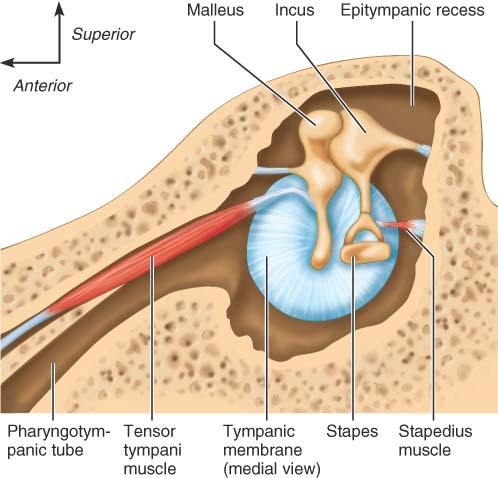 Superior
Anterior
Malleus
Incus
Epitympanic recess
Pharyngotym-
panic tube
Tensor
tympani
muscle
Tympanic
membrane
(medial view)
Stapes
Stapedius
muscle